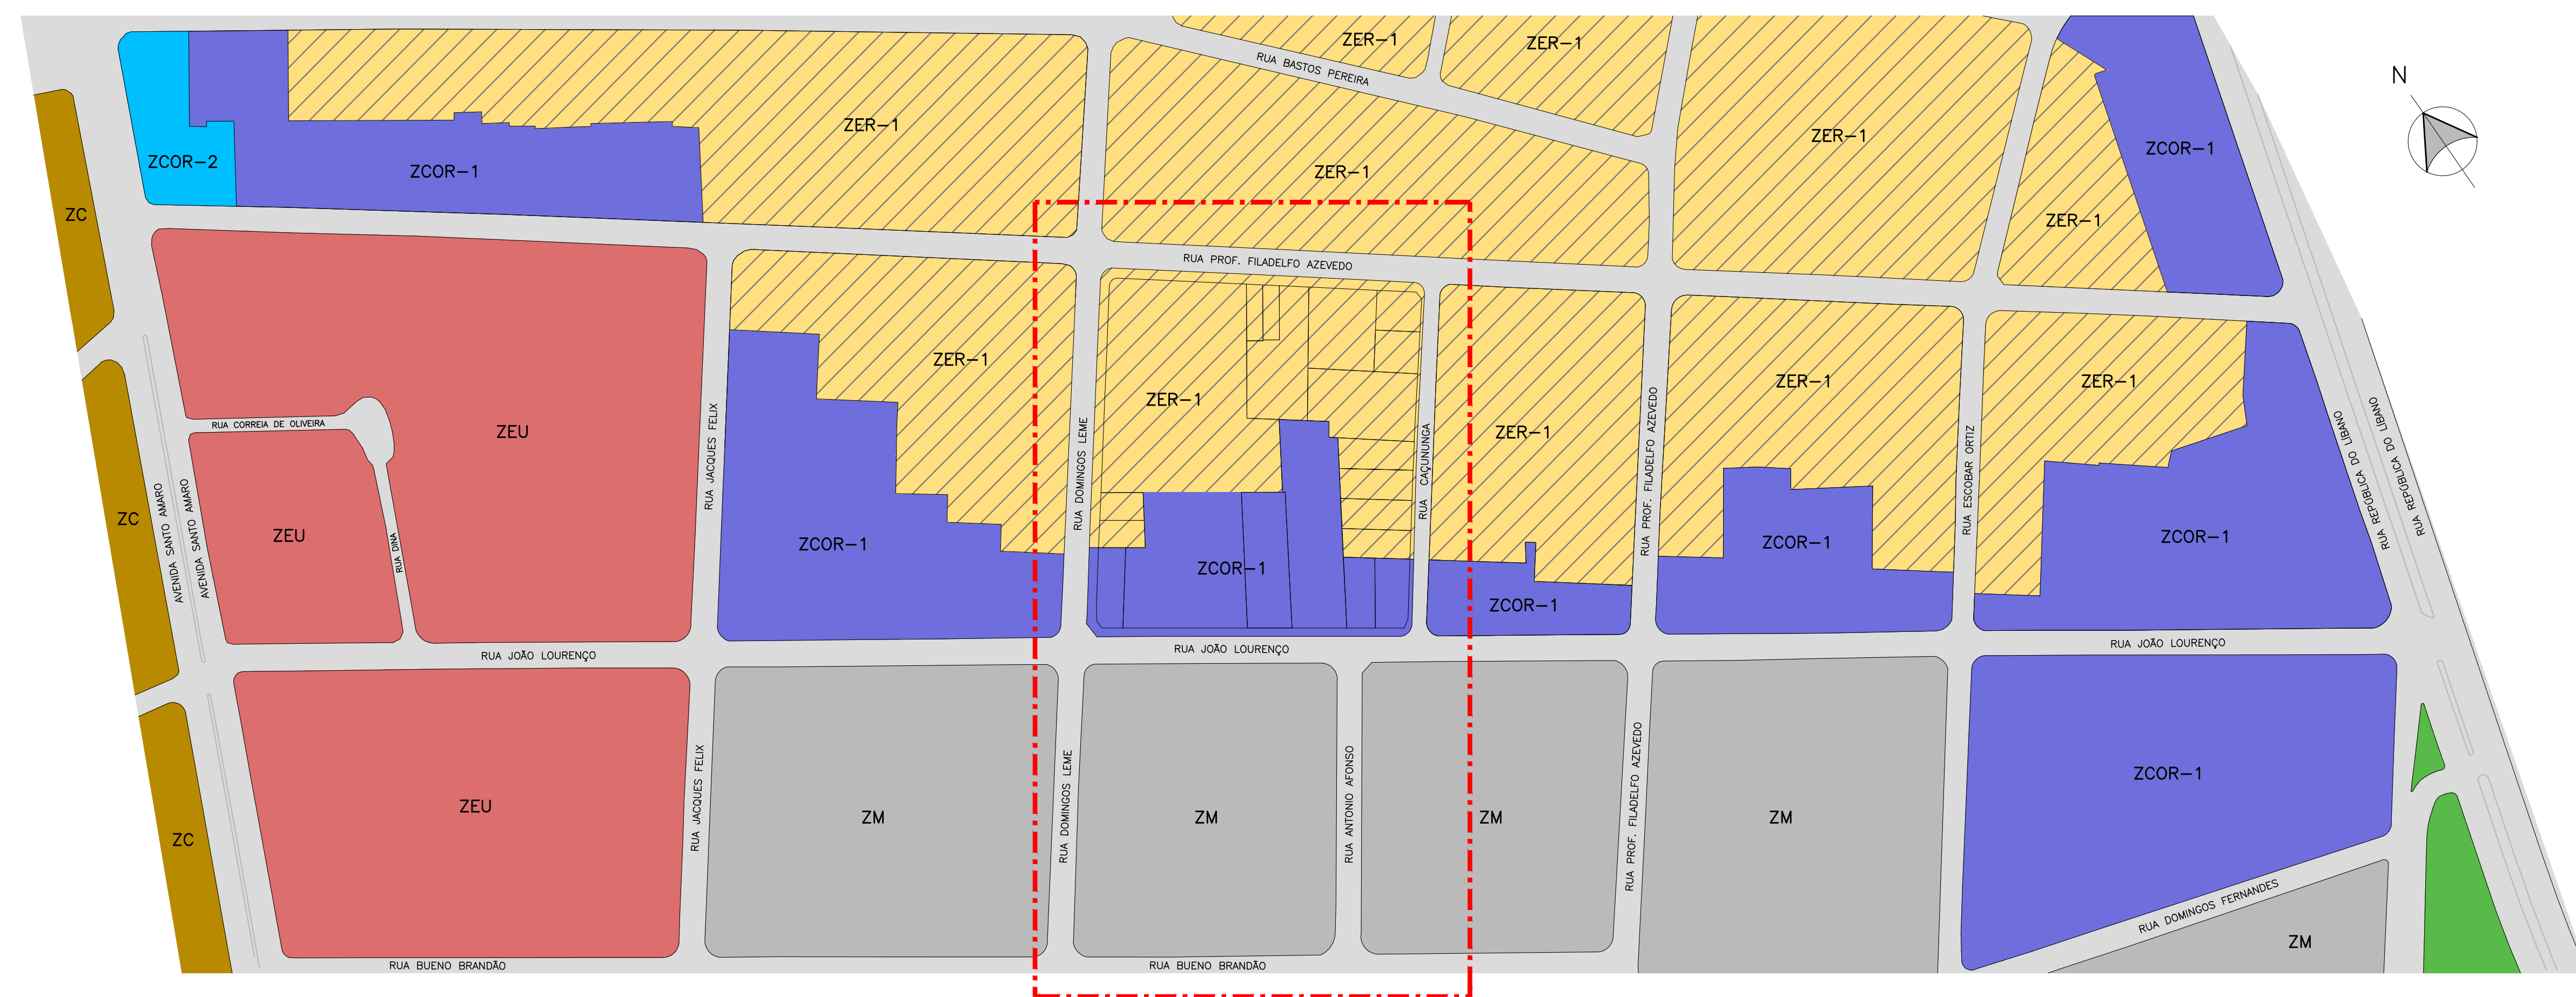 ZER-1
ZER-1
RUA BASTOS PEREIRA
N
ZER-1
ZER-1
ZCOR-1
ZCOR-2
ZCOR-1
ZER-1
ZC
ZER-1
RUA PROF. FILADELFO AZEVEDO
ZER-1
ZER-1
ZER-1
ZER-1
ZER-1
RUA CORREIA DE OLIVEIRA
ZEU
ZER-1
RUA JACQUES FELIX
RUA DOMINGOS LEME
RUA CAÇUNUNGA
RUA PROF. FILADELFO AZEVEDO
RUA ESCOBAR ORTIZ
RUA REPÚBLICA DO LIBANO
RUA REPÚBLICA DO LIBANO
ZC
AVENIDA SANTO AMARO
AVENIDA SANTO AMARO
ZEU
RUA DINA
ZCOR-1
ZCOR-1
ZCOR-1
ZCOR-1
ZCOR-1
RUA JOÃO LOURENÇO
RUA JOÃO LOURENÇO
RUA JOÃO LOURENÇO
ZEU
RUA JACQUES FELIX
ZM
RUA DOMINGOS LEME
ZM
RUA ANTONIO AFONSO
ZM
RUA PROF. FILADELFO AZEVEDO
ZM
ZCOR-1
ZC
RUA DOMINGOS FERNANDES
ZM
RUA BUENO BRANDÃO
RUA BUENO BRANDÃO